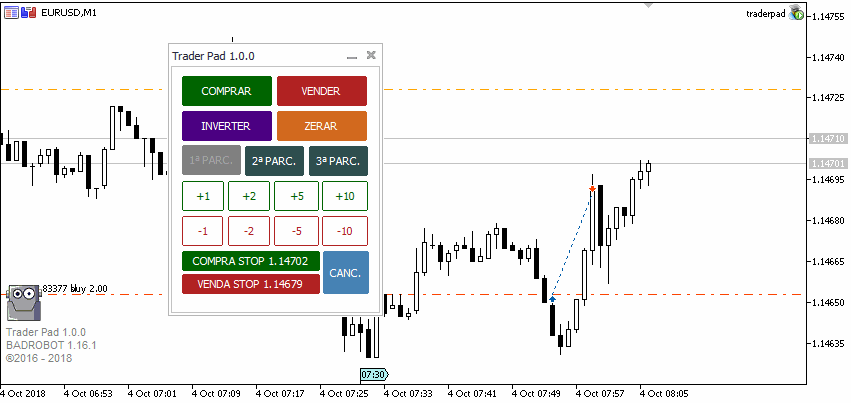 EURUSD,M1
traderpad
Trader Pad 1.0.0
COMPRAR
VENDER
INVERTER
ZERAR
1ª PARC.
2ª PARC.
3ª PARC.
+1
+2
+5
+10
-1
-2
-5
-10
COMPRA STOP 1.14702
CANC.
VENDA STOP 1.14679
1.14755
1.14740
1.14725
1.14710
1.14701
1.14695
1.14680
1.14665
1.14650
1.14635
83377 buy 2.00
Trader Pad 1.0.0
BADROBOT 1.16.1
©2016 - 2018
07:30
4 Oct 2018
4 Oct 06:53
4 Oct 07:01
4 Oct 07:09
4 Oct 07:17
4 Oct 07:25
4 Oct 07:33
4 Oct 07:41
4 Oct 07:49
4 Oct 07:57
4 Oct 08:05